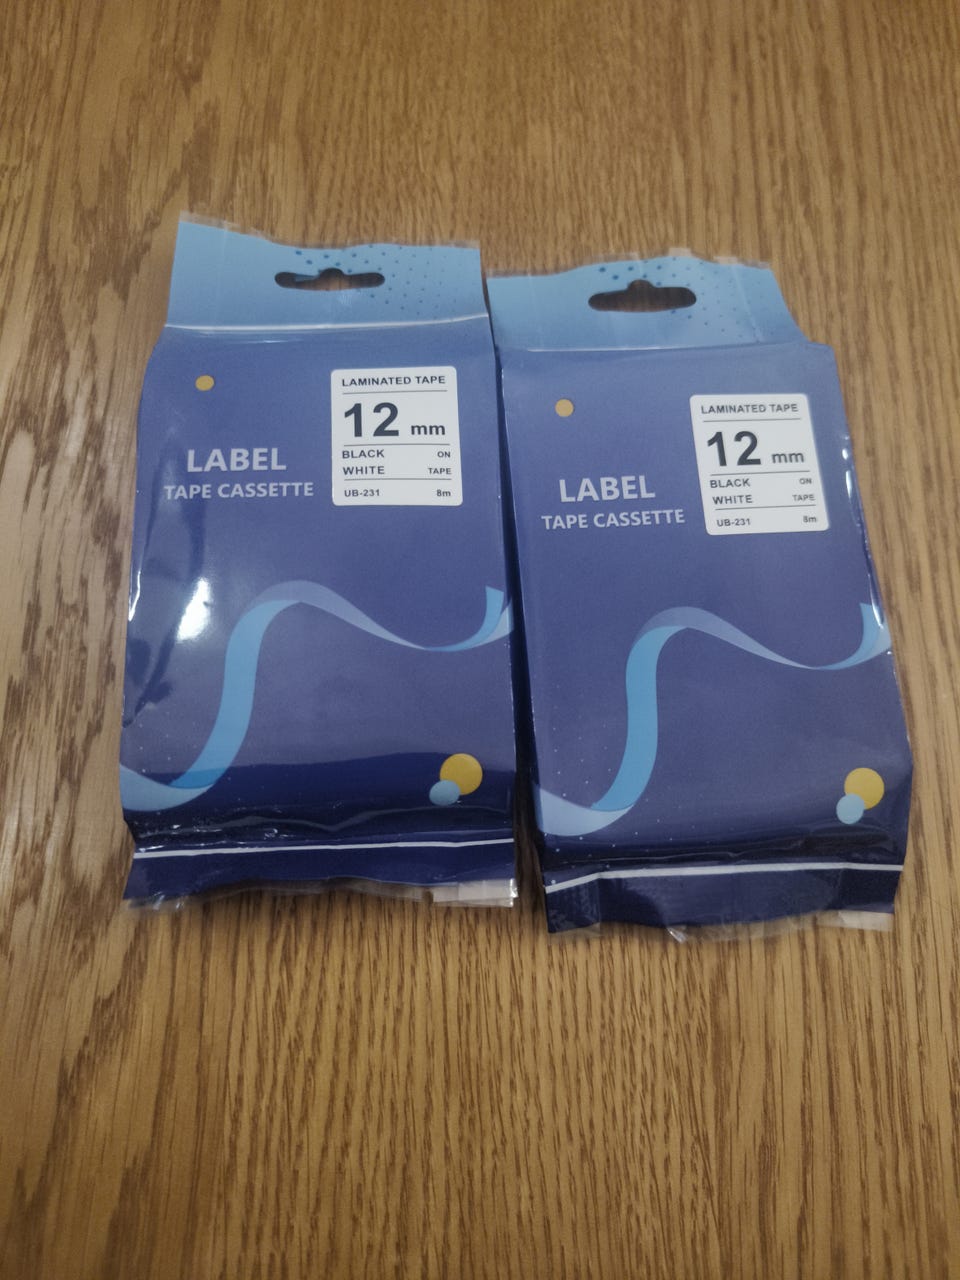 LAMINATED TAPE
12 mm
BLACK ON
WHITE TAPE
UB-231 8m
LABEL
TAPE CASSETTE
LAMINATED TAPE
12 mm
BLACK ON
WHITE TAPE
UB-231 8m
LABEL
TAPE CASSETTE